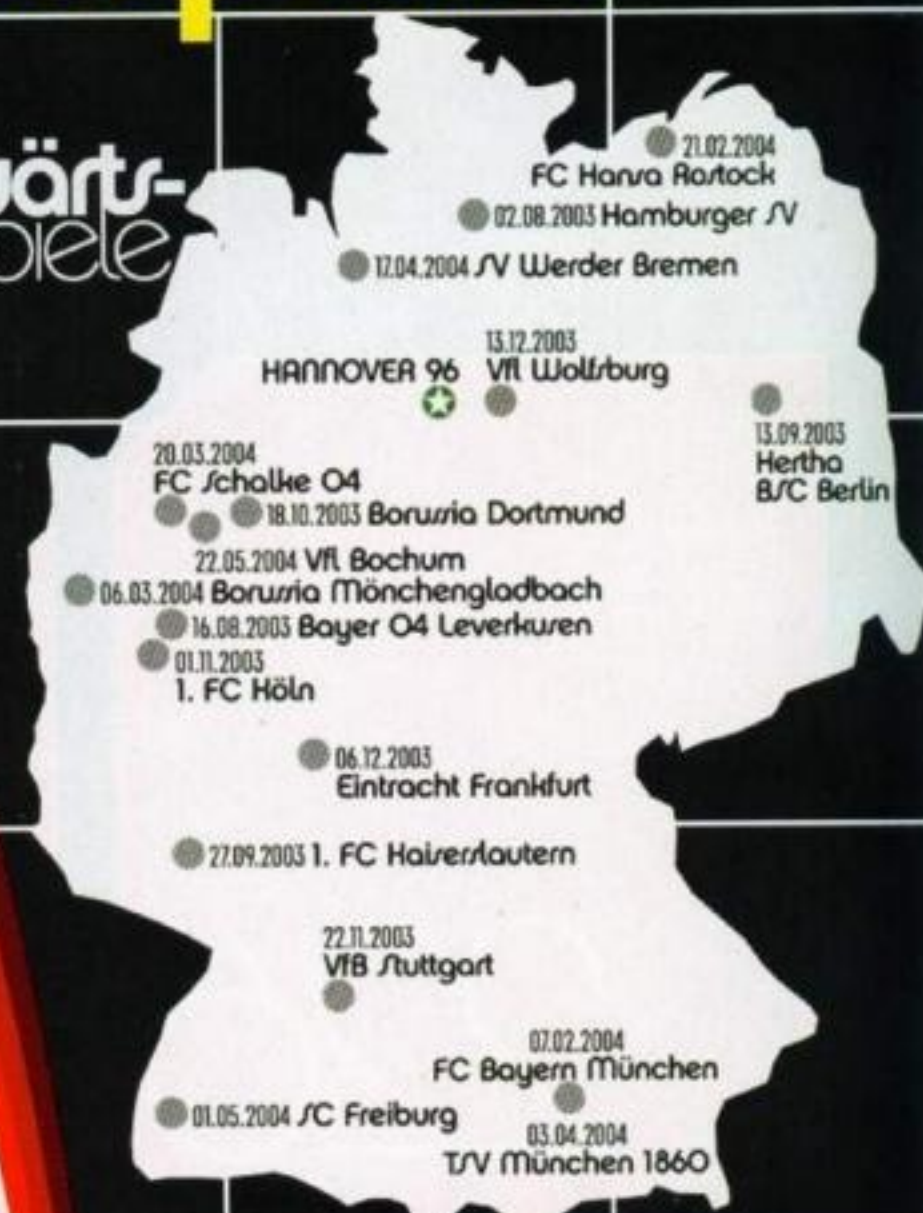 wärts-
piele
21.02.2004
FC Hansa Rostock
02.08.2003 Hamburger SV
17.04.2004 SV Werder Bremen
13.12.2003
HANNOVER 96 Vfl Wolfsburg
13.09.2003
Hertha
BSC Berlin
20.03.2004
FC Schalke 04
18.10.2003 Borussia Dortmund
22.05.2004 Vfl Bochum
06.03.2004 Borussia Mönchengladbach
16.08.2003 Bayer 04 Leverkusen
01.11.2003
1. FC Köln
06.12.2003
Eintracht Frankfurt
27.09.2003 1. FC Kaiserslautern
22.11.2003
VfB Stuttgart
07.02.2004
FC Bayern München
01.05.2004 SC Freiburg
03.04.2004
TSV München 1860